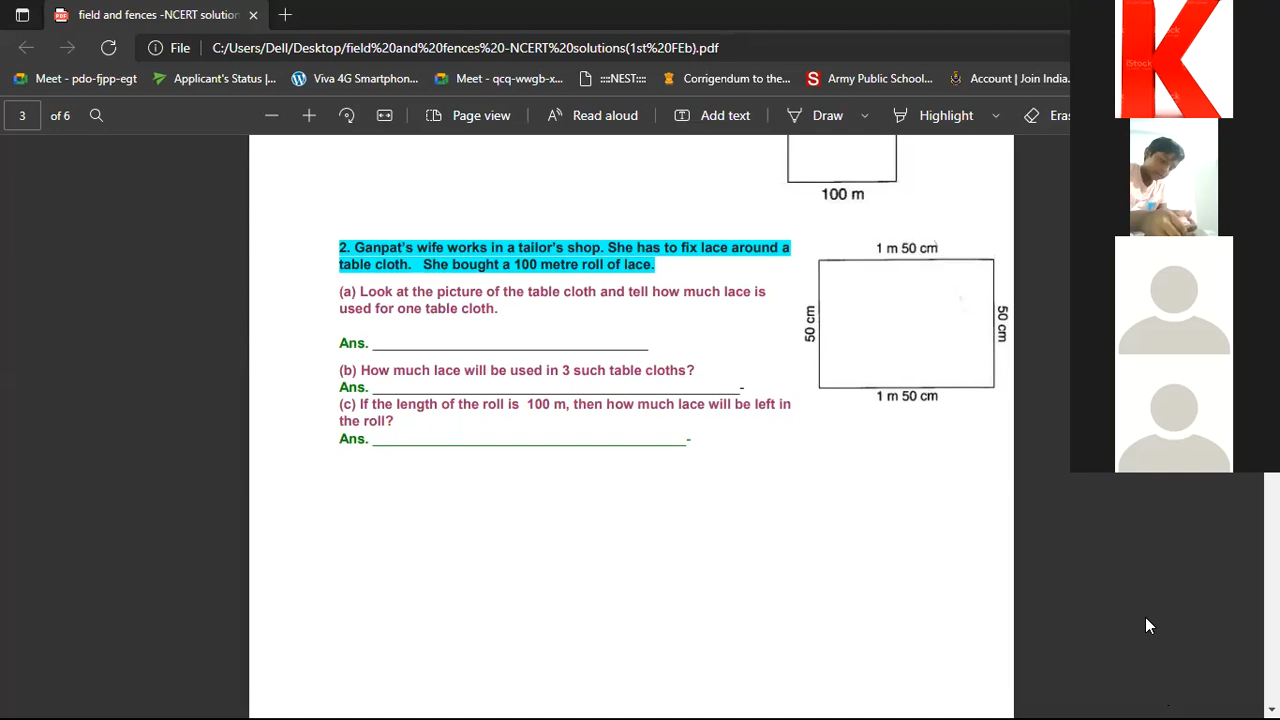 field and fences -NCERT solution
File
C:/Users/Dell/Desktop/field%20and%20fences%20-NCERT%20solutions(1st%20FEb).pdf
Meet - pdo-fjpp-egt
Applicant's Status |...
Viva 4G Smartphon...
Meet - qcq-wwgb-x...
::::NEST::::
Corrigendum to the...
Army Public School...
Account | Join India.
3 of 6
Page view
Read aloud
Add text
Draw
Highlight
Eras
100 m
2. Ganpat's wife works in a tailor's shop. She has to fix lace around a
table cloth. She bought a 100 metre roll of lace.
(a) Look at the picture of the table cloth and tell how much lace is
used for one table cloth.
Ans. ___________________________________
(b) How much lace will be used in 3 such table cloths?
Ans. _______________________________________________-
(c) If the length of the roll is 100 m, then how much lace will be left in
the roll?
Ans. ________________________________________-
1 m 50 cm
50 cm
50 cm
1 m 50 cm
K
iStock